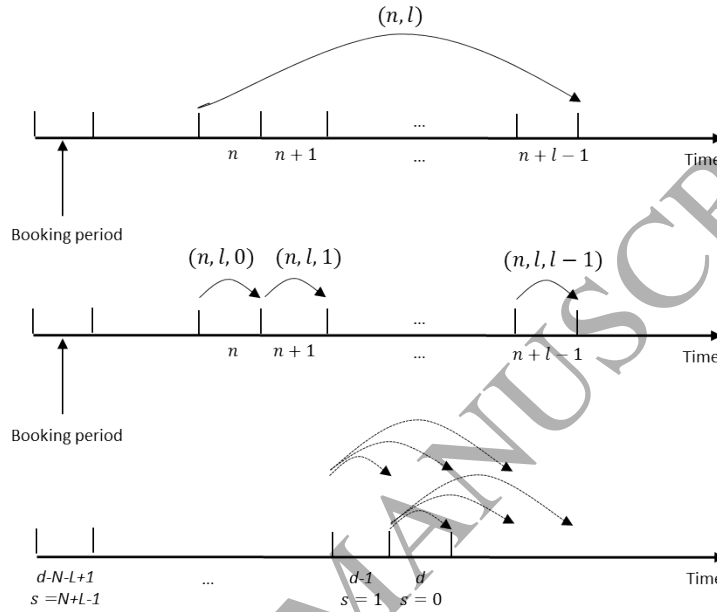 (n, l)
...
n n + 1 ... n + l − 1 Time
Booking period
(n, l, 0) (n, l, 1) (n, l, l − 1)
...
n n + 1 ... n + l − 1 Time
Booking period
d-N-L+1 ... d-1 d Time
s =N+L-1 s = 1 s = 0
MANUSCR